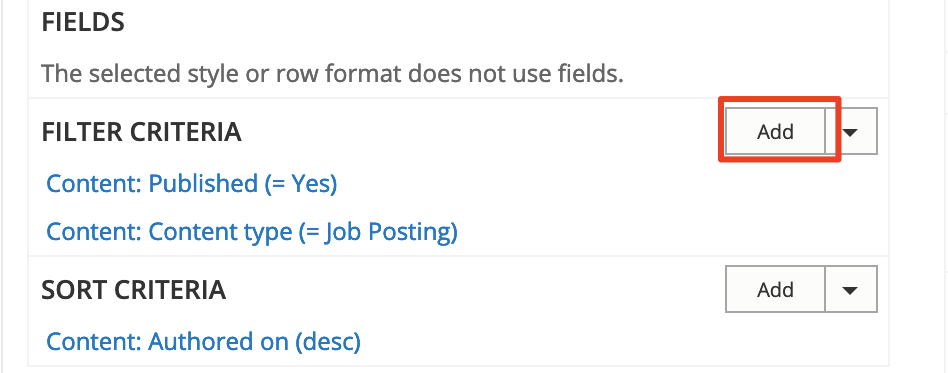 FIELDS
The selected style or row format does not use fields.
FILTER CRITERIA
Add
Content: Published (= Yes)
Content: Content type (= Job Posting)
SORT CRITERIA
Add
Content: Authored on (desc)